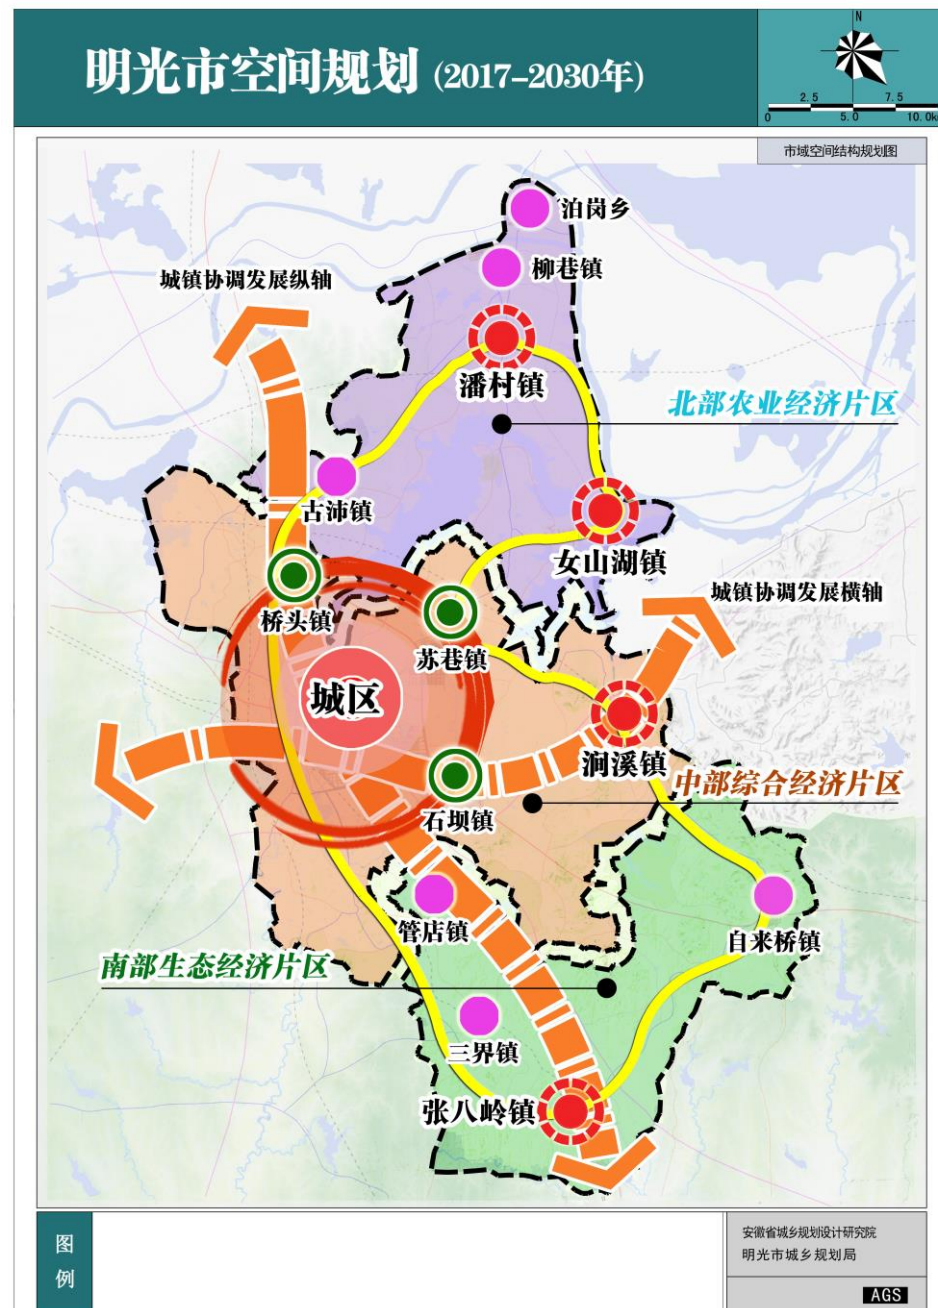 明光市空间规划 (2017-2030年)
N
2.5 7.5
0 5.0 10.0k
市域空间结构规划图
泊岗乡
柳巷镇
城镇协调发展纵轴
潘村镇
北部农业经济片区
古沛镇
女山湖镇
城镇协调发展横轴
桥头镇
苏巷镇
城区
涧溪镇
中部综合经济片区
石坝镇
管店镇
自来桥镇
南部生态经济片区
三界镇
张八岭镇
图例
安徽省城乡规划设计研究院
明光市城乡规划局
AGS